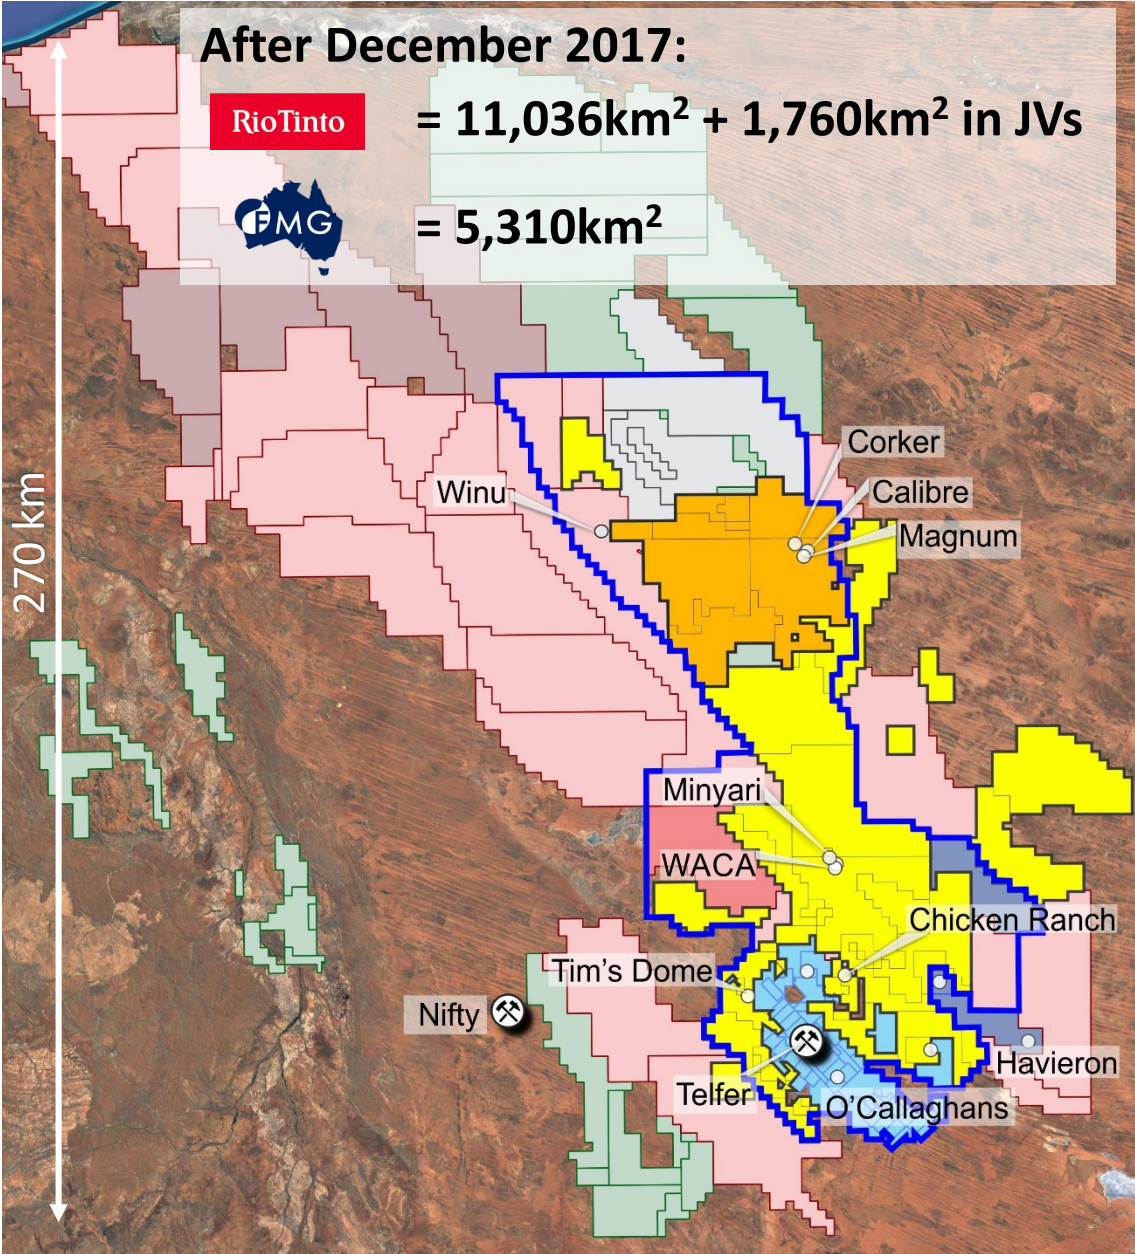 After December 2017:
RioTinto = 11,036km² + 1,760km² in JVs
FMG = 5,310km²
270 km
Corker
Winu
Calibre
Magnum
Minyari
WACA
Chicken Ranch
Tim's Dome
Nifty
Havieron
Telfer
O'Callaghans